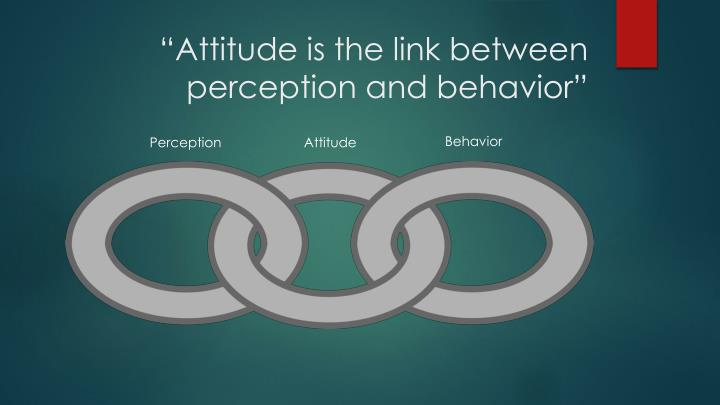 “Attitude is the link between
perception and behavior”
Perception
Attitude
Behavior